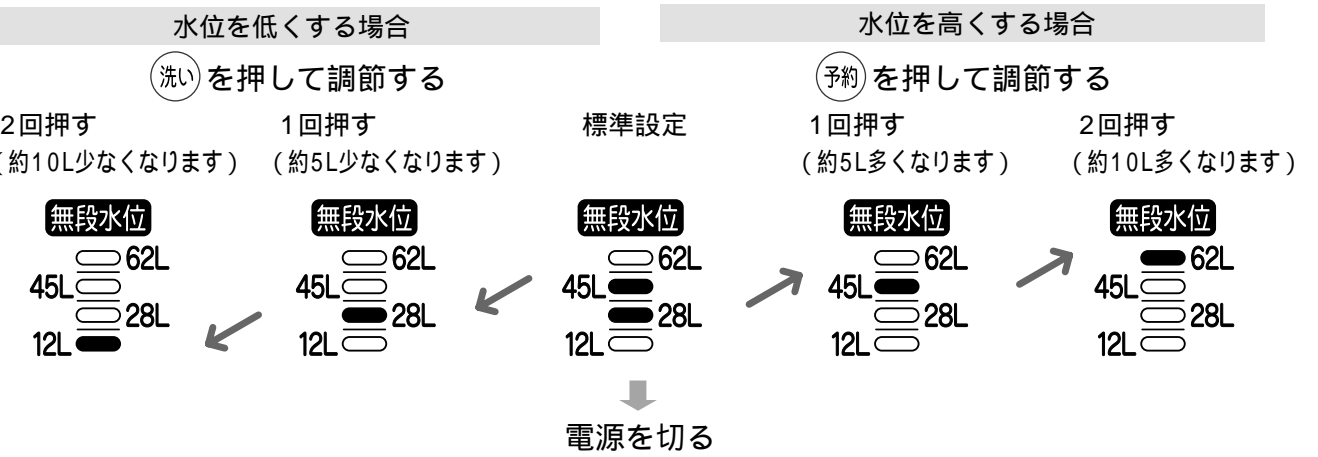 水位を低くする場合
水位を高くする場合
洗い を押して調節する
予約 を押して調節する
2回押す
1回押す
標準設定
1回押す
2回押す
(約10L少なくなります)
(約5L少なくなります)
(約5L多くなります)
(約10L多くなります)
無段水位
62L
45L
28L
12L
無段水位
62L
45L
28L
12L
無段水位
62L
45L
28L
12L
無段水位
62L
45L
28L
12L
無段水位
62L
45L
28L
12L
電源を切る